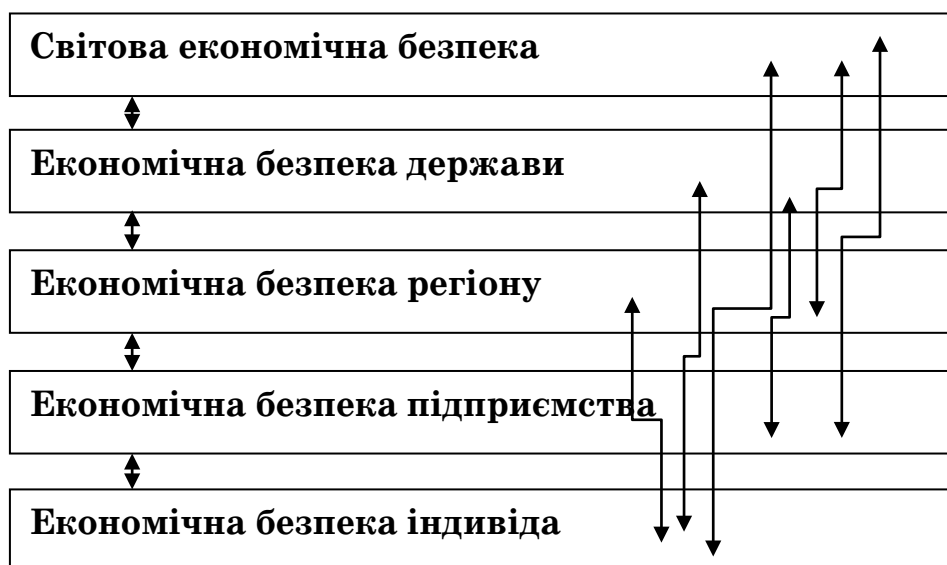 Світова економічна безпека
Економічна безпека держави
Економічна безпека регіону
Економічна безпека підприємства
Економічна безпека індивіда